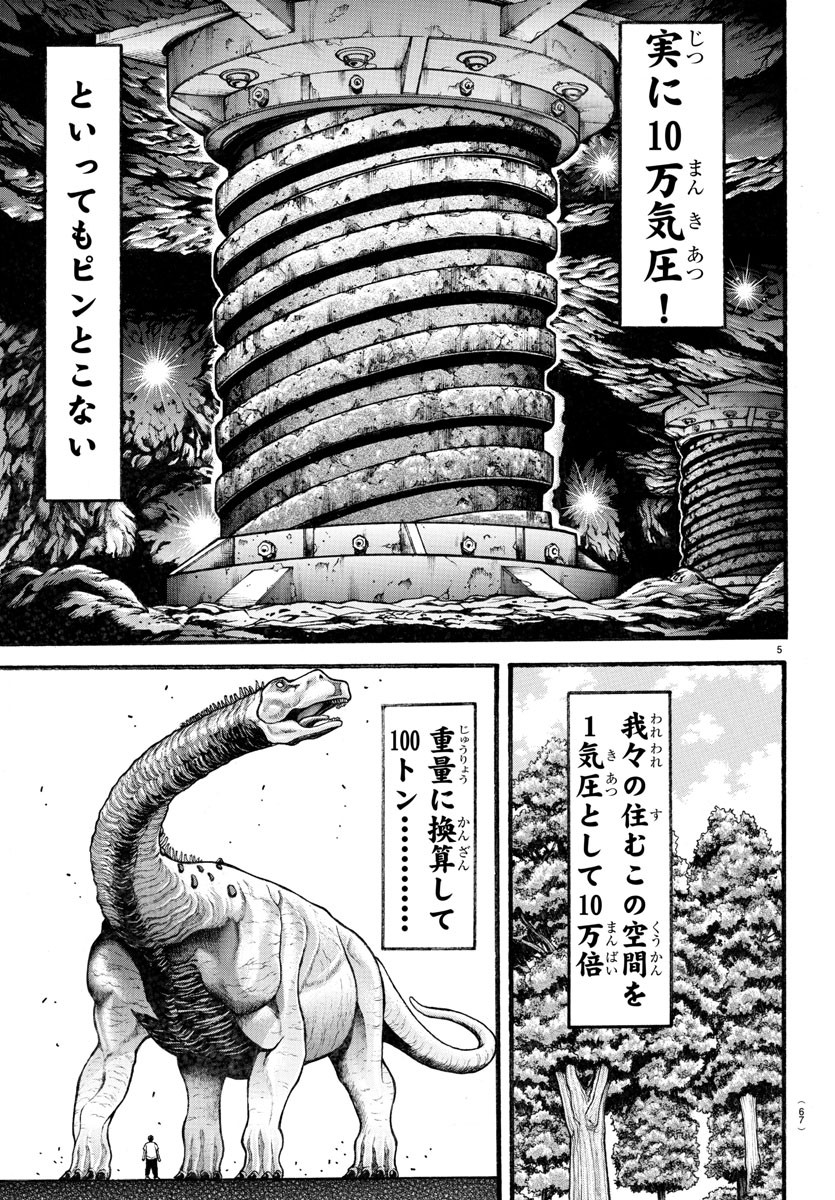 実に10万気圧！
といってもピンとこない
5
我々の住むこの空間を
1気圧として10万倍
重量に換算して
100トン…………
(67)